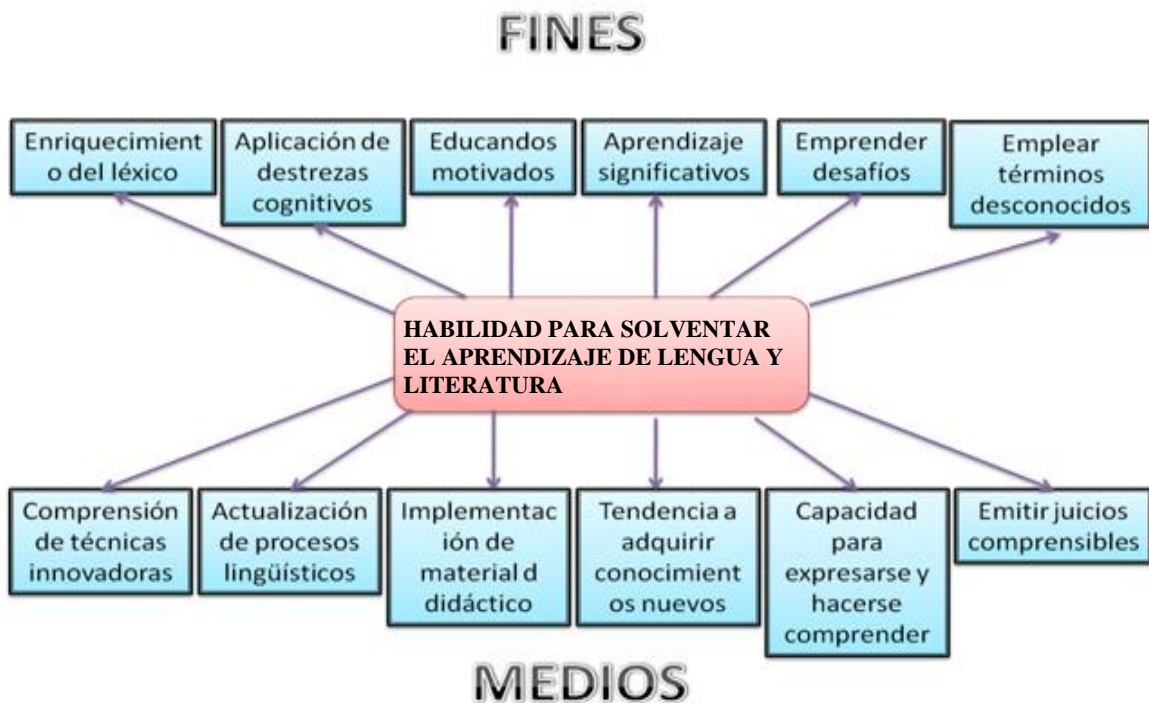 FINES
Enriquecimient
o del léxico
Aplicación de
destrezas
cognitivos
Educandos
motivados
Aprendizaje
significativos
Emprender
desafíos
Emplear
términos
desconocidos
HABILIDAD PARA SOLVENTAR
EL APRENDIZAJE DE LENGUA Y
LITERATURA
Comprensión
de técnicas
innovadoras
Actualización
de procesos
lingüísticos
Implementac
ión de
material d
didáctico
Tendencia a
adquirir
conocimient
os nuevos
Capacidad
para
expresarse y
hacerse
comprender
Emitir juicios
comprensibles
MEDIOS